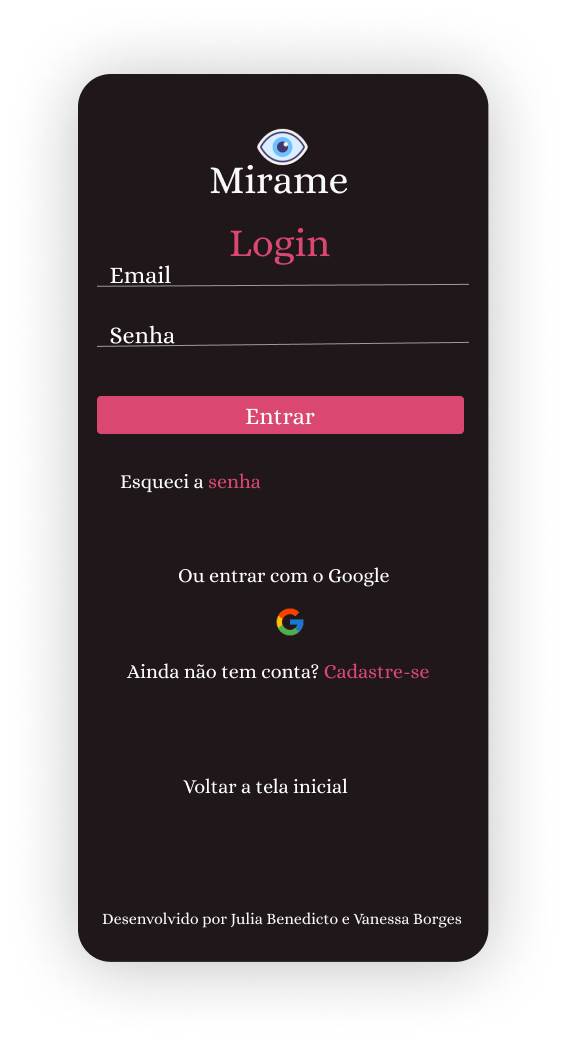 Mirame
Login
Email
Senha
Entrar
Esqueci a senha
Ou entrar com o Google
Ainda não tem conta? Cadastre-se
Voltar a tela inicial
Desenvolvido por Julia Benedicto e Vanessa Borges